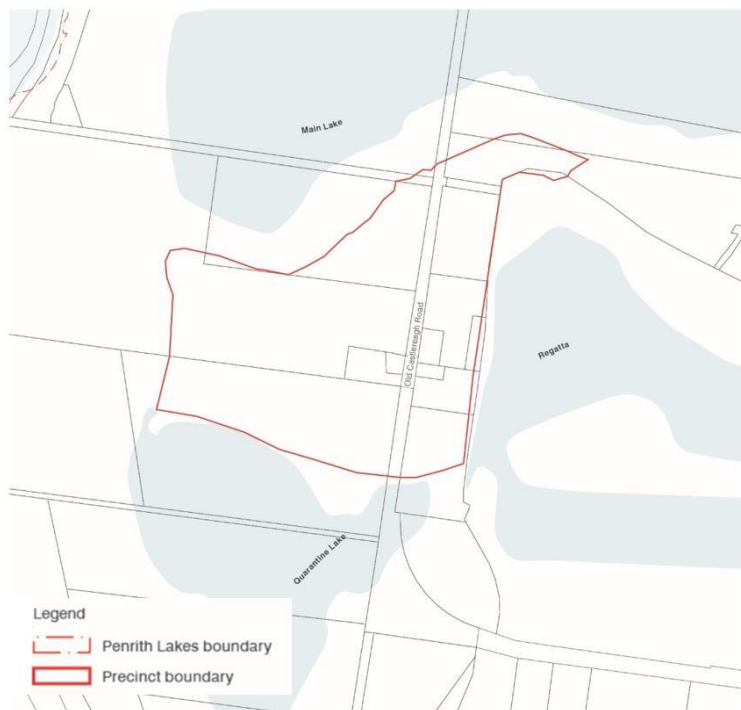 Main Lake
Old Castlereagh Road
Regatta
Quarantine Lake
Legend
Penrith Lakes boundary
Precinct boundary